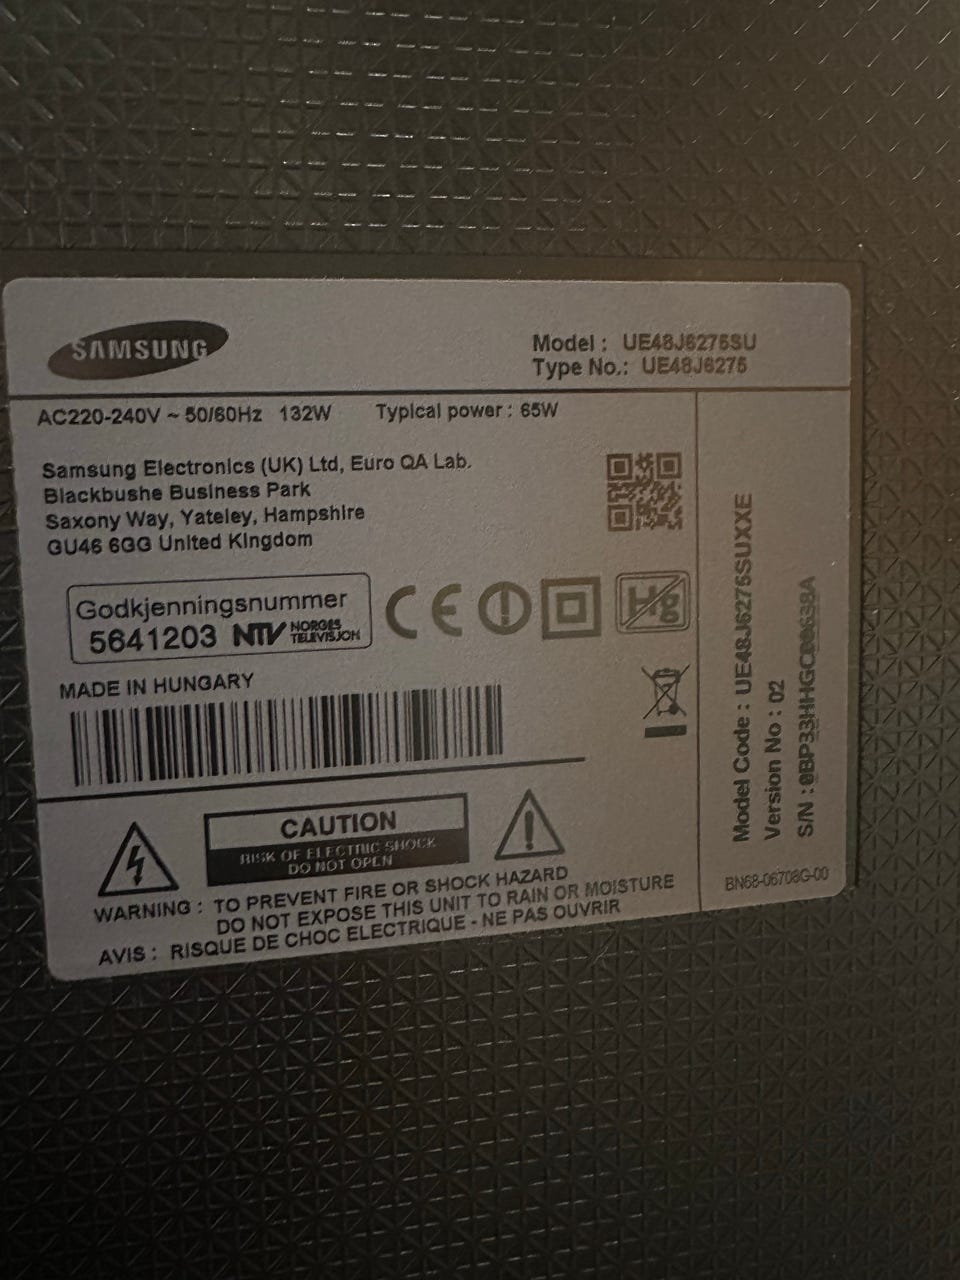 SAMSUNG
Model : UE48J6275SU
Type No.: UE48J6275
AC220-240V ~ 50/60Hz 132W Typical power : 65W
Samsung Electronics (UK) Ltd, Euro QA Lab.
Blackbushe Business Park
Saxony Way, Yateley, Hampshire
GU46 6GG United Kingdom
Godkjenningsnummer
5641203 NTV NORGES
TELEVISJON
CE
Hg
MADE IN HUNGARY
CAUTION
RISK OF ELECTRIC SHOCK
DO NOT OPEN
WARNING : TO PREVENT FIRE OR SHOCK HAZARD
DO NOT EXPOSE THIS UNIT TO RAIN OR MOISTURE
AVIS : RISQUE DE CHOC ELECTRIQUE - NE PAS OUVRIR
Model Code : UE48J6275SUXXE
Version No : 02
S/N :
BN68-06708G-00